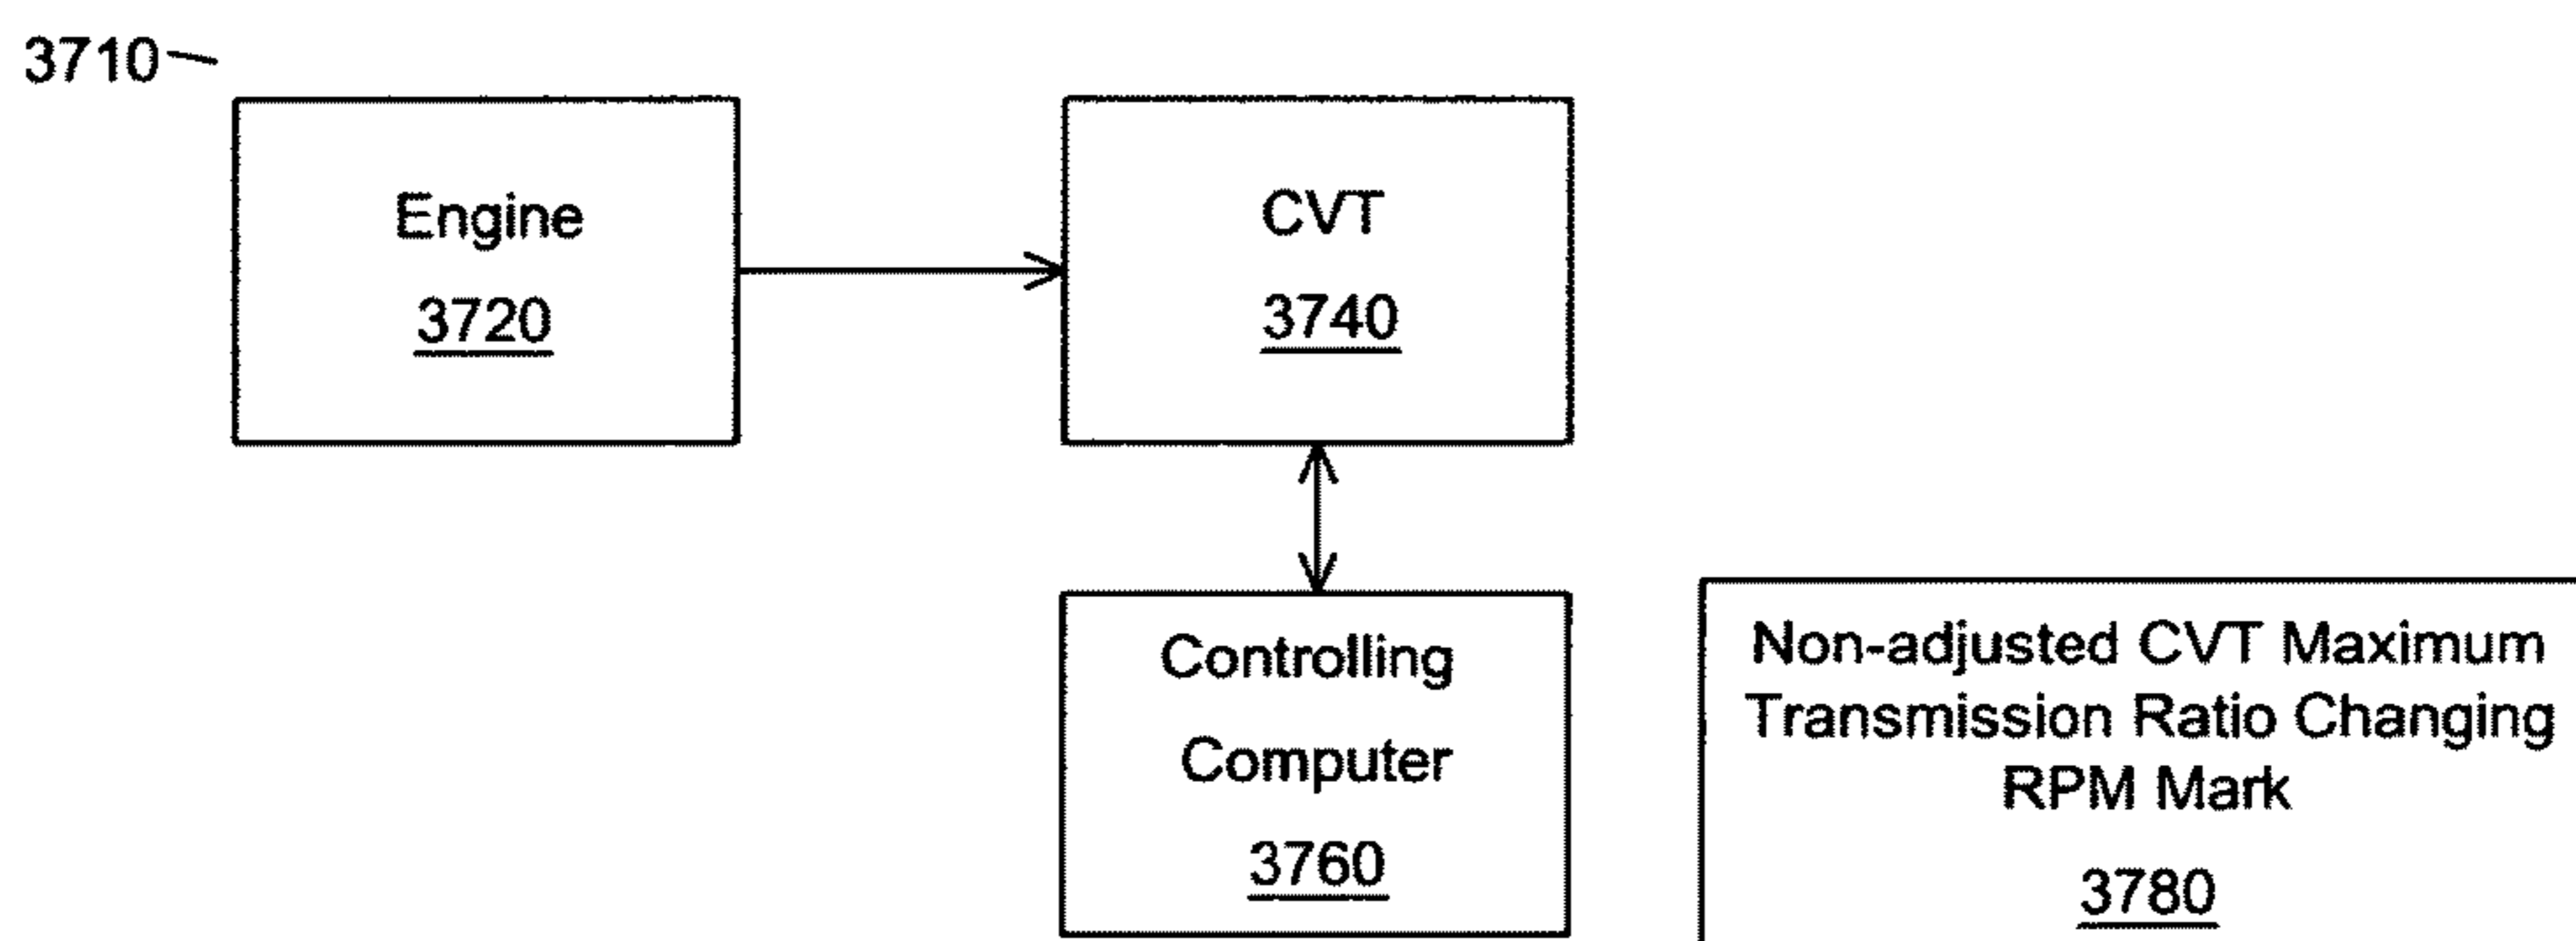 3710
Engine
3720
CVT
3740
Controlling
Computer
3760
Non-adjusted CVT Maximum
Transmission Ratio Changing
RPM Mark
3780